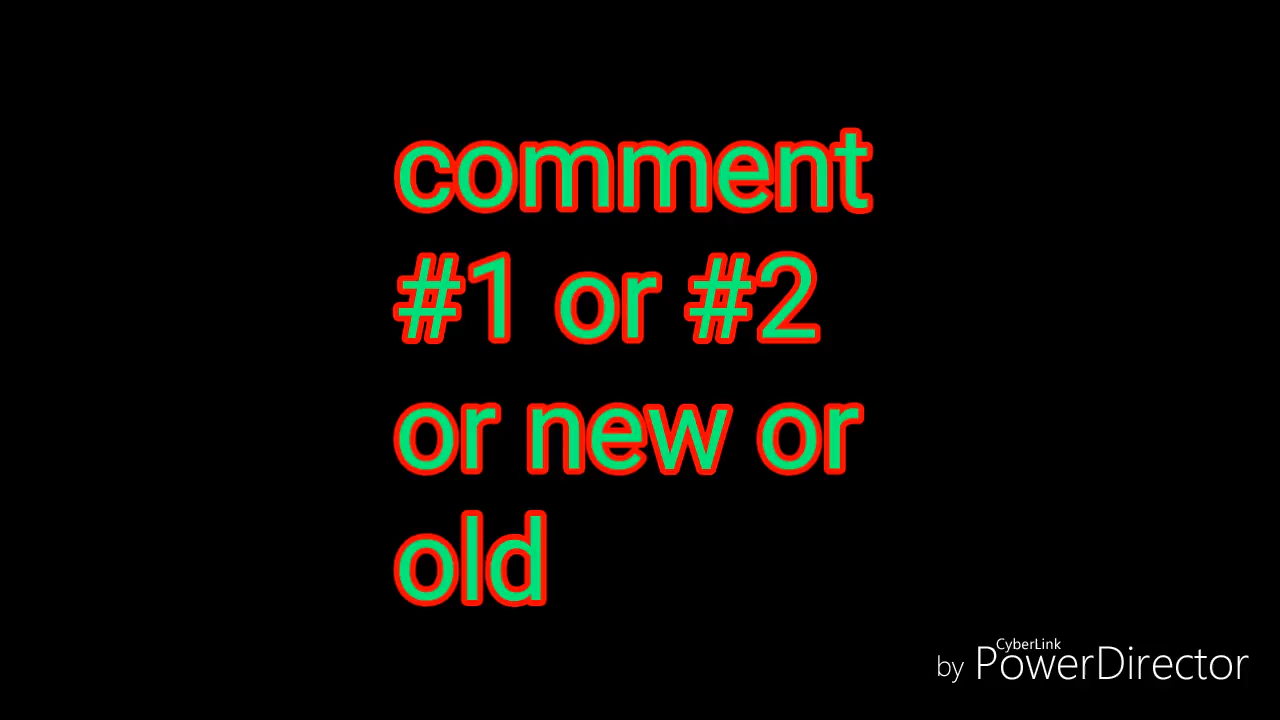 comment
#1 or #2
or new or
old
CyberLink
by PowerDirector